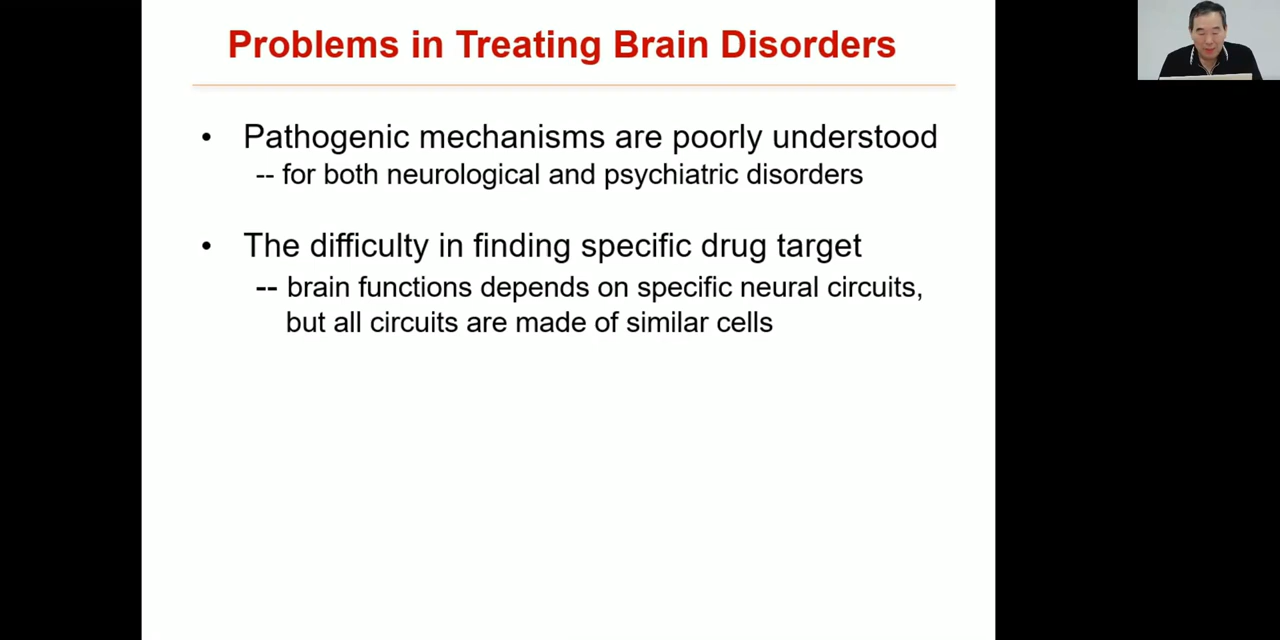 Problems in Treating Brain Disorders
• Pathogenic mechanisms are poorly understood
-- for both neurological and psychiatric disorders
• The difficulty in finding specific drug target
-- brain functions depends on specific neural circuits,
but all circuits are made of similar cells